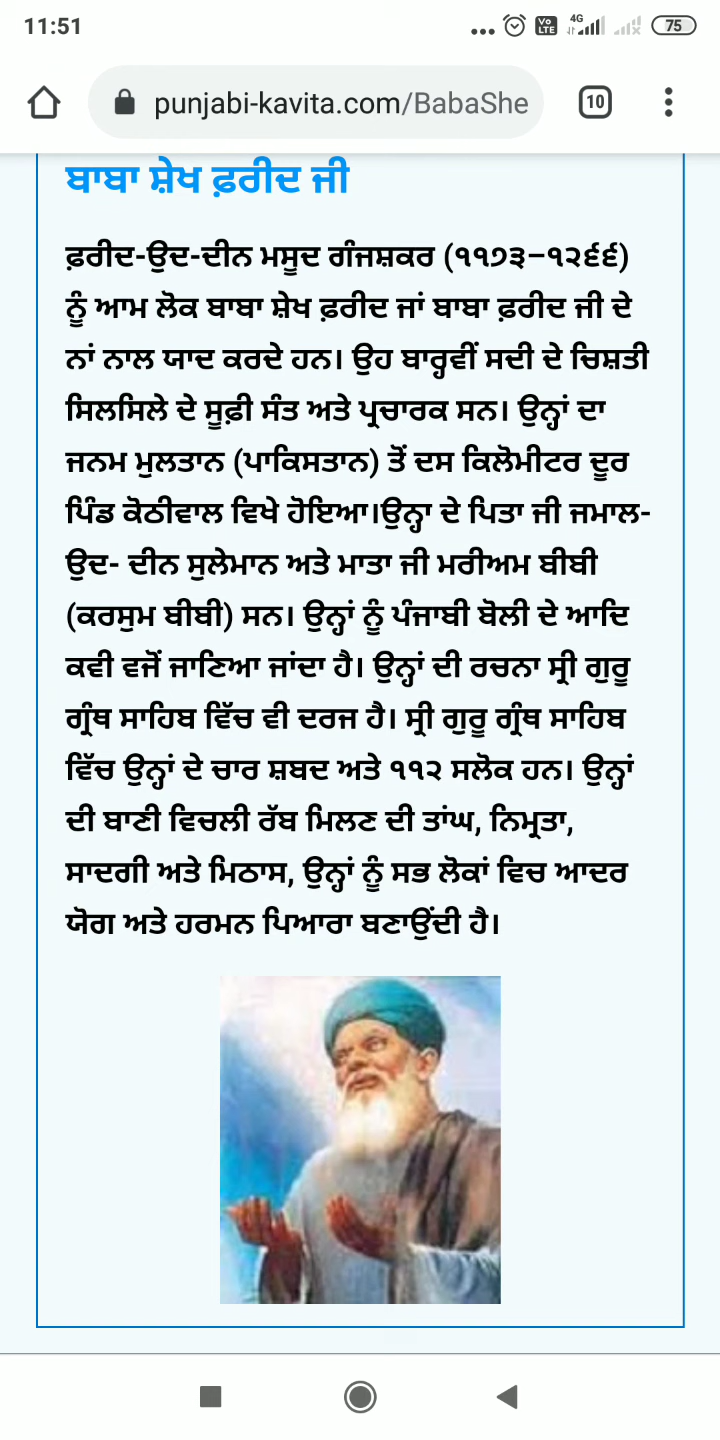 11:51
... Vo LTE 4G 75
punjabi-kavita.com/BabaShe
10
ਬਾਬਾ ਸ਼ੇਖ ਫ਼ਰੀਦ ਜੀ
ਫ਼ਰੀਦ-ਉਦ-ਦੀਨ ਮਸੂਦ ਗੰਜਸ਼ਕਰ (੧੧੭੩–੧੨੬੬)
ਨੂੰ ਆਮ ਲੋਕ ਬਾਬਾ ਸ਼ੇਖ ਫ਼ਰੀਦ ਜਾਂ ਬਾਬਾ ਫ਼ਰੀਦ ਜੀ ਦੇ
ਨਾਂ ਨਾਲ ਯਾਦ ਕਰਦੇ ਹਨ। ਉਹ ਬਾਰ੍ਹਵੀਂ ਸਦੀ ਦੇ ਚਿਸ਼ਤੀ
ਸਿਲਸਿਲੇ ਦੇ ਸੂਫ਼ੀ ਸੰਤ ਅਤੇ ਪ੍ਰਚਾਰਕ ਸਨ। ਉਨ੍ਹਾਂ ਦਾ
ਜਨਮ ਮੁਲਤਾਨ (ਪਾਕਿਸਤਾਨ) ਤੋਂ ਦਸ ਕਿਲੋਮੀਟਰ ਦੂਰ
ਪਿੰਡ ਕੋਠੀਵਾਲ ਵਿਖੇ ਹੋਇਆ।ਉਨ੍ਹਾ ਦੇ ਪਿਤਾ ਜੀ ਜਮਾਲ-
ਉਦ- ਦੀਨ ਸੁਲੇਮਾਨ ਅਤੇ ਮਾਤਾ ਜੀ ਮਰੀਅਮ ਬੀਬੀ
(ਕਰਸੁਮ ਬੀਬੀ) ਸਨ। ਉਨ੍ਹਾਂ ਨੂੰ ਪੰਜਾਬੀ ਬੋਲੀ ਦੇ ਆਦਿ
ਕਵੀ ਵਜੋਂ ਜਾਣਿਆ ਜਾਂਦਾ ਹੈ। ਉਨ੍ਹਾਂ ਦੀ ਰਚਨਾ ਸ੍ਰੀ ਗੁਰੂ
ਗ੍ਰੰਥ ਸਾਹਿਬ ਵਿੱਚ ਵੀ ਦਰਜ ਹੈ। ਸ੍ਰੀ ਗੁਰੂ ਗ੍ਰੰਥ ਸਾਹਿਬ
ਵਿੱਚ ਉਨ੍ਹਾਂ ਦੇ ਚਾਰ ਸ਼ਬਦ ਅਤੇ ੧੧੨ ਸਲੋਕ ਹਨ। ਉਨ੍ਹਾਂ
ਦੀ ਬਾਣੀ ਵਿਚਲੀ ਰੱਬ ਮਿਲਣ ਦੀ ਤਾਂਘ, ਨਿਮ੍ਰਤਾ,
ਸਾਦਗੀ ਅਤੇ ਮਿਠਾਸ, ਉਨ੍ਹਾਂ ਨੂੰ ਸਭ ਲੋਕਾਂ ਵਿਚ ਆਦਰ
ਯੋਗ ਅਤੇ ਹਰਮਨ ਪਿਆਰਾ ਬਣਾਉਂਦੀ ਹੈ।